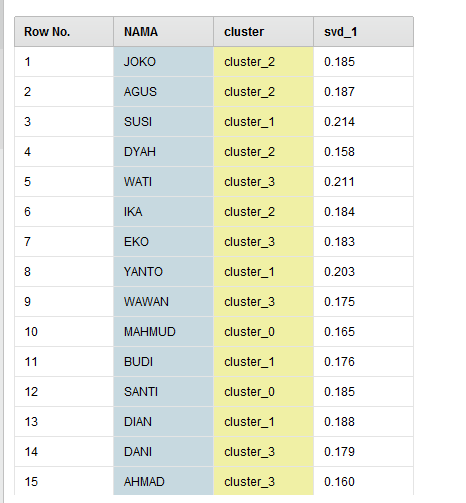 Row No. NAMA cluster svd_1
1 JOKO cluster_2 0.185
2 AGUS cluster_2 0.187
3 SUSI cluster_1 0.214
4 DYAH cluster_2 0.158
5 WATI cluster_3 0.211
6 IKA cluster_2 0.184
7 EKO cluster_3 0.183
8 YANTO cluster_1 0.203
9 WAWAN cluster_3 0.175
10 MAHMUD cluster_0 0.165
11 BUDI cluster_1 0.176
12 SANTI cluster_0 0.185
13 DIAN cluster_1 0.188
14 DANI cluster_3 0.179
15 AHMAD cluster_3 0.160